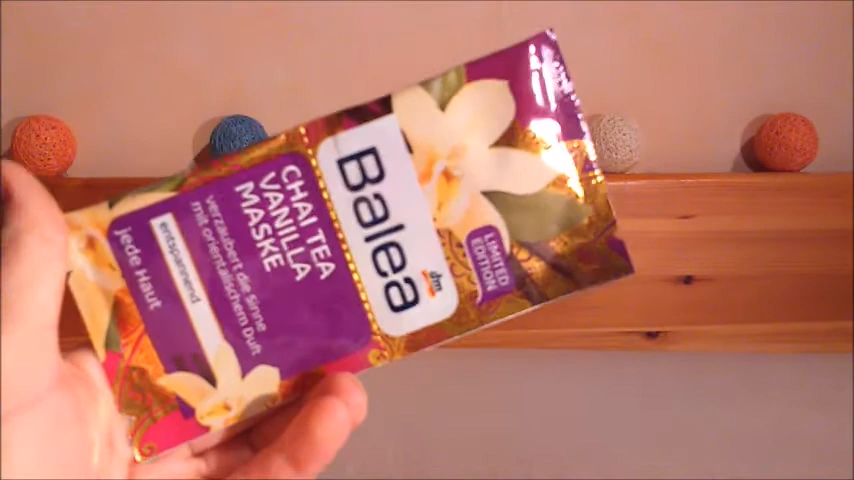 Balea
dm
LIMITED
EDITION
CHAI TEA
VANILLA
MASKE
verzaubert die Sinne
mit orientalischem Duft
entspannend
jede Haut